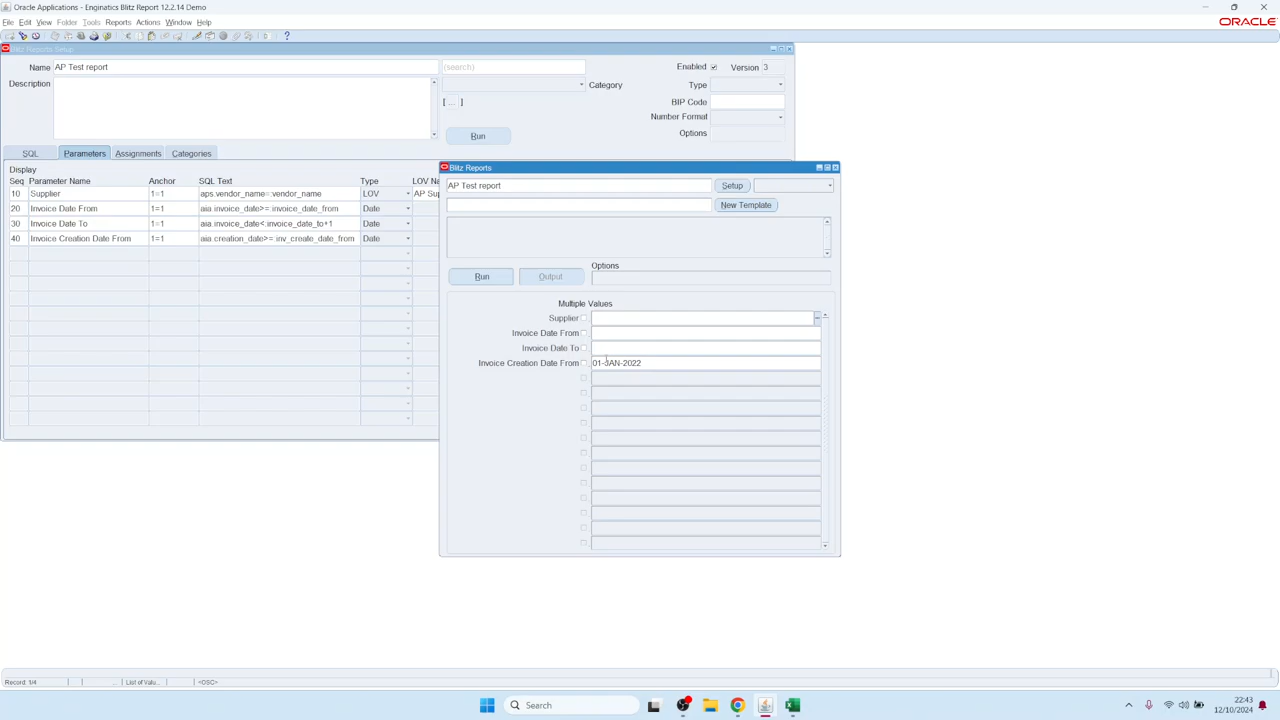 Oracle Applications - Enginatics Blitz Report 12.2.14 Demo
File Edit View Folder Tools Reports Actions Window Help
ORACLE
Blitz Reports Setup
Name AP Test report (search) Enabled Version 3
Description Category Type
[ ... ] BIP Code
Number Format
Run Options
SQL Parameters Assignments Categories
Display
Seq Parameter Name Anchor SQL Text Type LOV Na
10 Supplier 1=1 aps.vendor_name=:vendor_name LOV AP Sup
20 Invoice Date From 1=1 aia.invoice_date>=:invoice_date_from Date
30 Invoice Date To 1=1 aia.invoice_date<:invoice_date_to+1 Date
40 Invoice Creation Date From 1=1 aia.creation_date>=:inv_create_date_from Date
Blitz Reports
AP Test report Setup
New Template
Options
Run Output
Multiple Values
Supplier
Invoice Date From
Invoice Date To
Invoice Creation Date From 01-JAN-2022
Record: 1/4 ... List of Valu... <OSC>
Search
22:43
12/10/2024